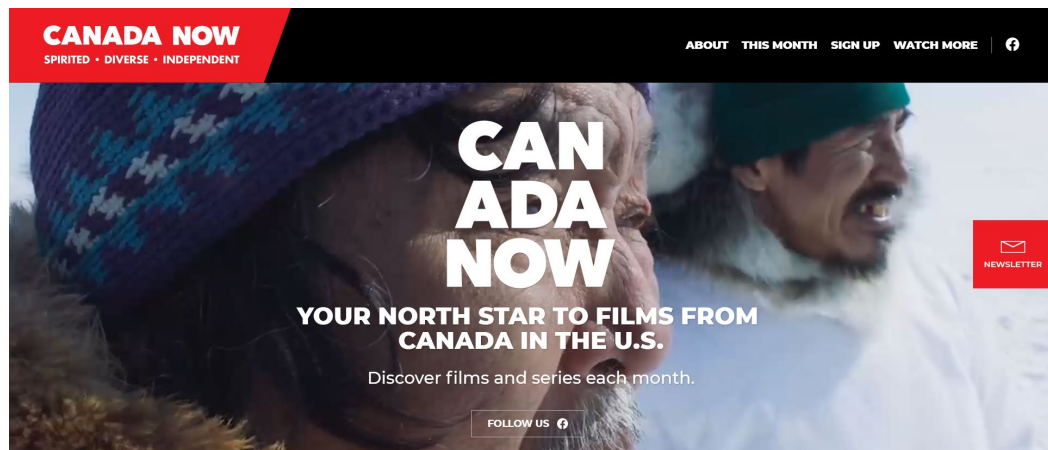 CANADA NOW
SPIRITED • DIVERSE • INDEPENDENT
ABOUT THIS MONTH SIGN UP WATCH MORE
CAN
ADA
NOW
NEWSLETTER
YOUR NORTH STAR TO FILMS FROM
CANADA IN THE U.S.
Discover films and series each month.
FOLLOW US